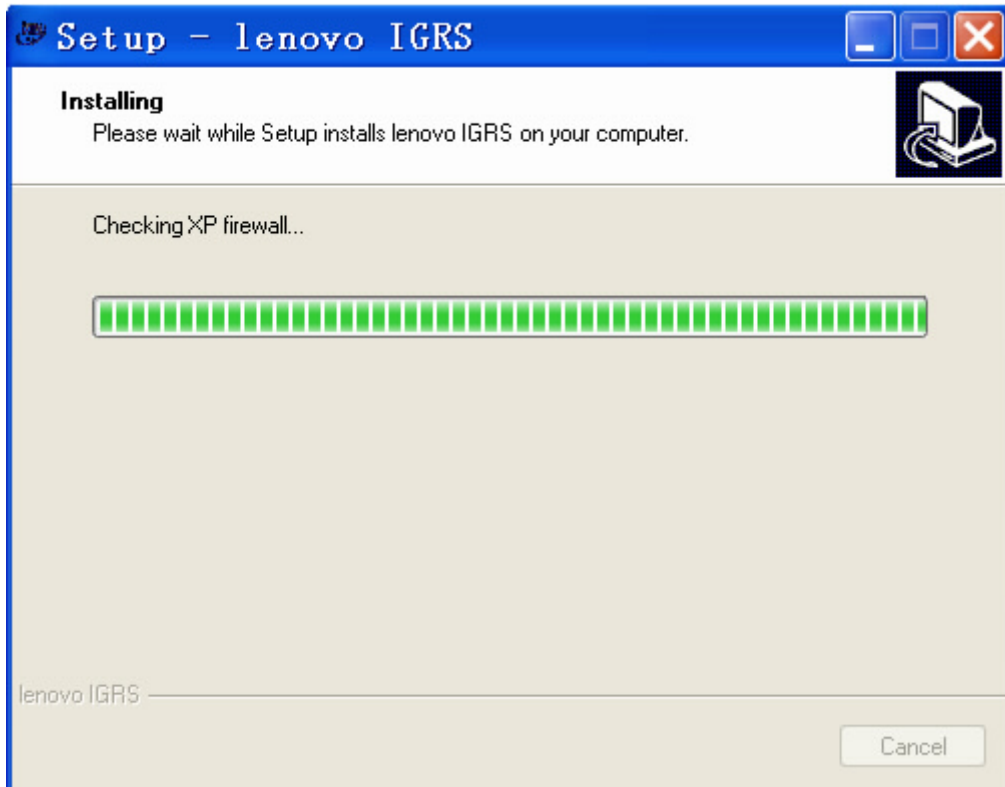 Setup - lenovo IGRS
Installing
Please wait while Setup installs lenovo IGRS on your computer.
Checking XP firewall...
lenovo IGRS
Cancel